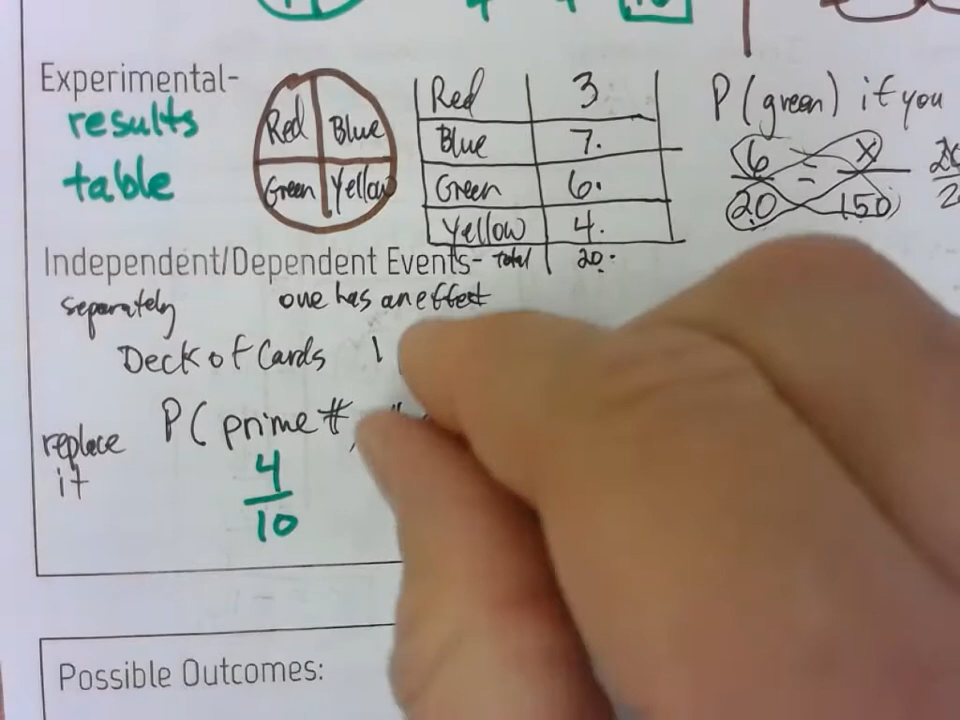 Experimental-
results
table
Red
Blue
Green
Yellow
Red 3
Blue 7.
Green 6.
Yellow 4.
total 20.
P(green) if you
6 = x
20 150
Independent/Dependent Events-
separately one has an effect
Deck of Cards 1
replace
it
P(prime#,
4
10
Possible Outcomes: